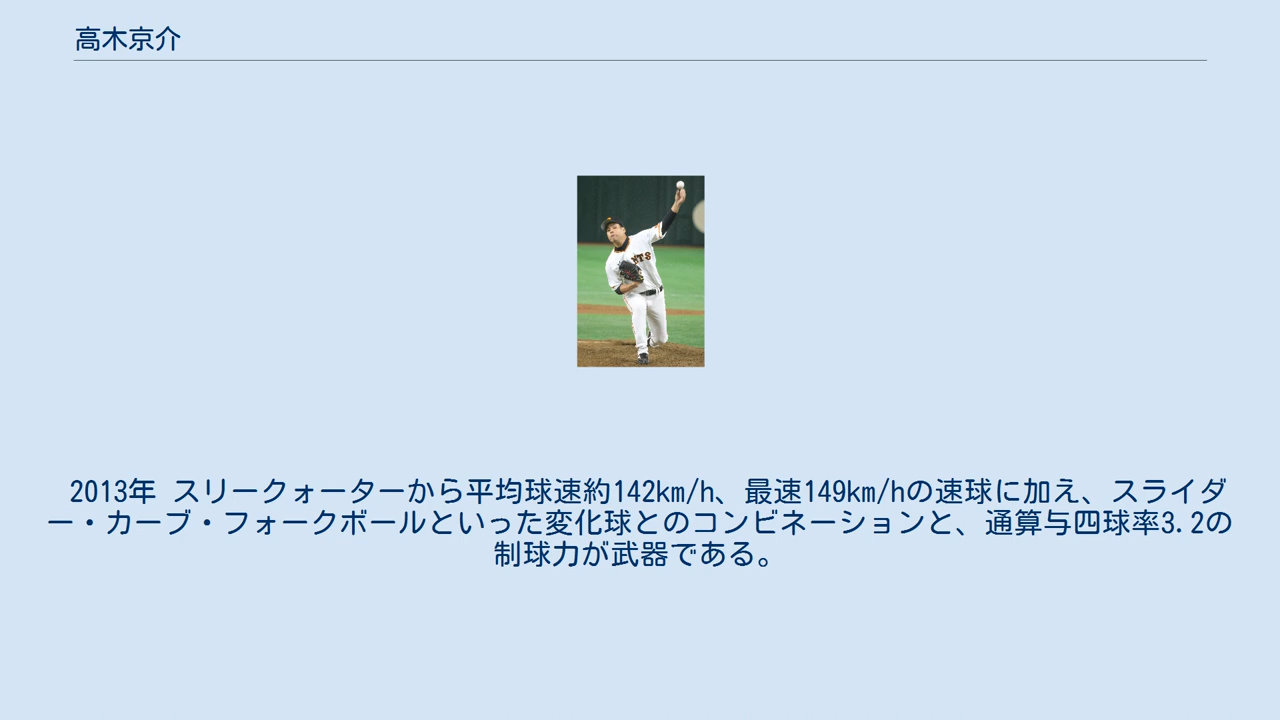 高木京介
NTS
2013年 スリークォーターから平均球速約142km/h、最速149km/hの速球に加え、スライダ
ー・カーブ・フォークボールといった変化球とのコンビネーションと、通算与四球率3.2の
制球力が武器である。